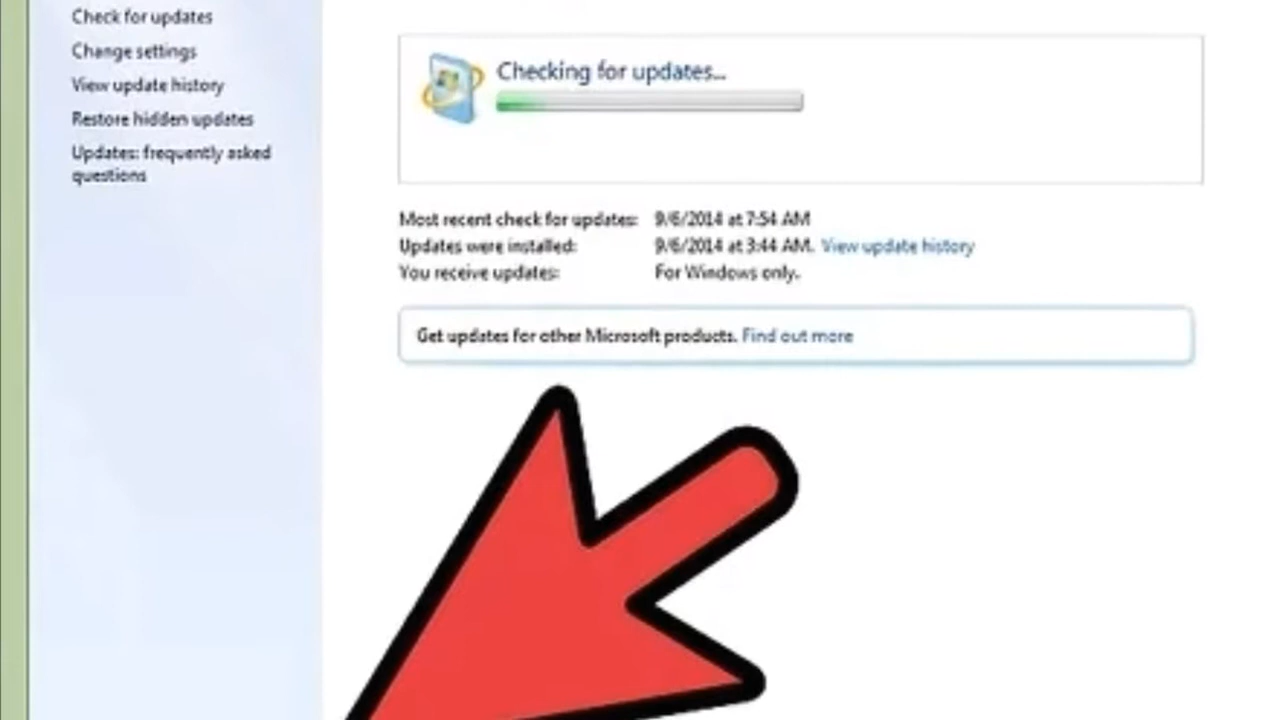 Check for updates
Change settings
View update history
Restore hidden updates
Updates: frequently asked
questions
Checking for updates...
Most recent check for updates: 9/6/2014 at 7:54 AM
Updates were installed: 9/6/2014 at 3:44 AM. View update history
You receive updates: For Windows only.
Get updates for other Microsoft products. Find out more